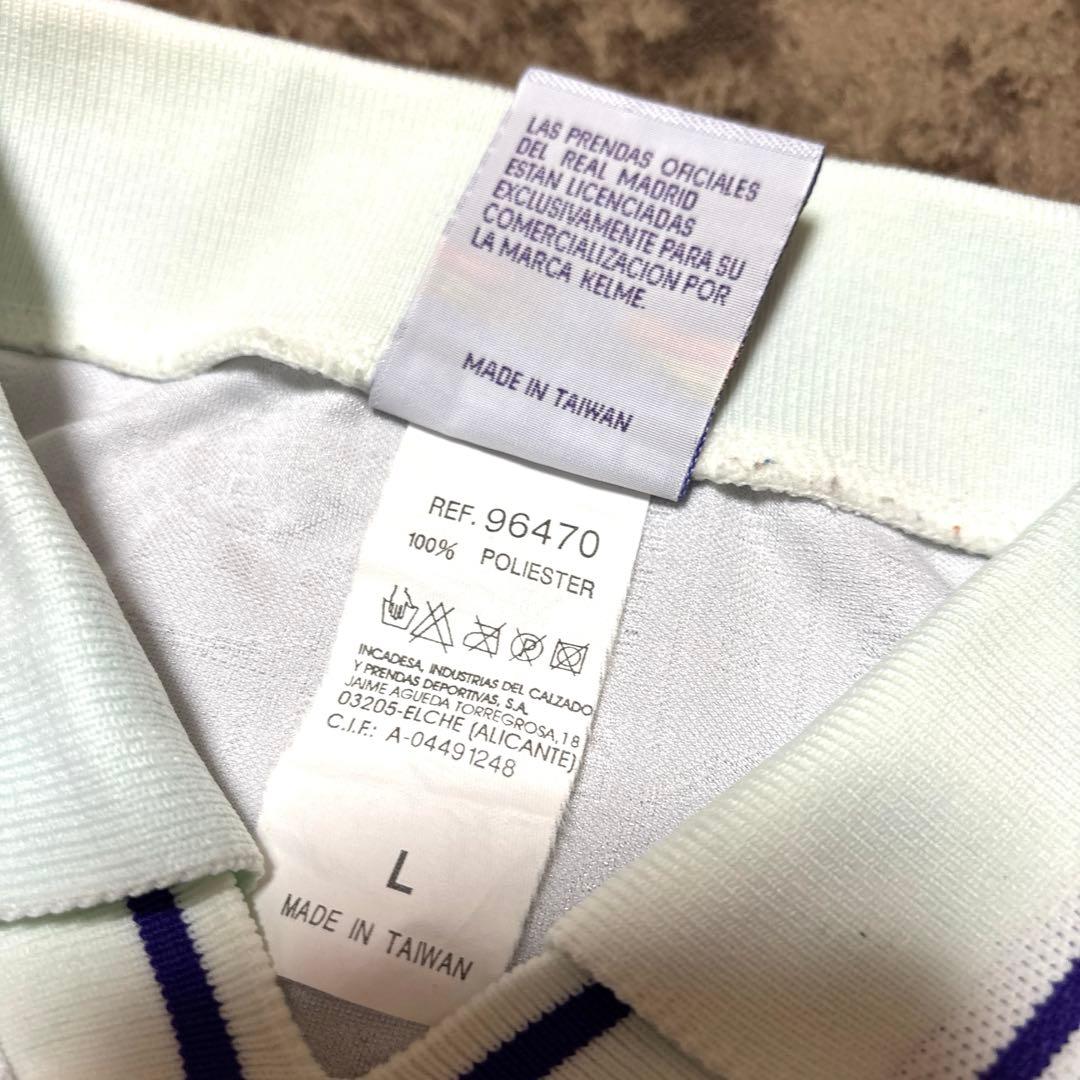 LAS PRENDAS OFICIALES
DEL REAL MADRID
ESTAN LICENCIADAS
EXCLUSIVAMENTE PARA SU
COMERCIALIZACION POR
LA MARCA KELME.
MADE IN TAIWAN
REF. 96470
100% POLIESTER
P
INCADESA, INDUSTRIAS DEL CALZADO
Y PRENDAS DEPORTIVAS, S.A.
JAIME AGUEDA TORREGROSA,18
03205-ELCHE (ALICANTE)
C.I.F.: A-04491248
L
MADE IN TAIWAN